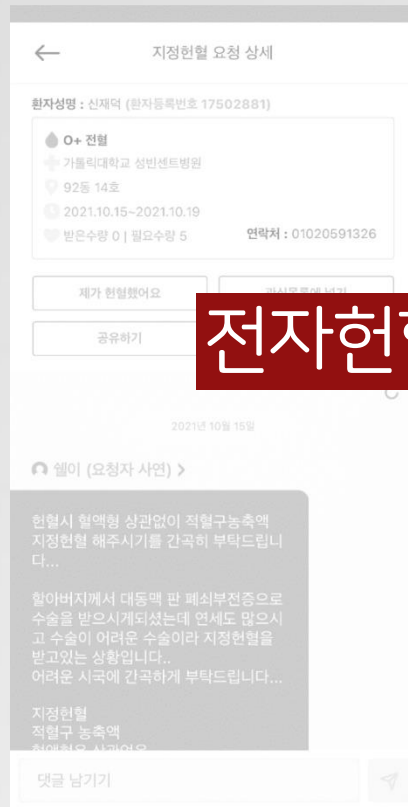 지정헌혈 요청 상세
환자성명 : 신재덕 (환자등록번호 17502881)
O+ 전혈
가톨릭대학교 성빈센트병원
92동 14호
2021.10.15~2021.10.19
받은수량 0 | 필요수량 5 연락처 : 01020591326
제가 헌혈했어요
공유하기
전자헌
2021년 10월 15일
쉘이 (요청자 사연)
헌혈시 혈액형 상관없이 적혈구농축액
지정헌혈 해주시기를 간곡히 부탁드립니
다...
할아버지께서 대동맥 판 폐쇠부전증으로
수술을 받으시게되셨는데 연세도 많으시
고 수술이 어려운 수술이라 지정헌혈을
받고있는 상황입니다..
어려운 시국에 간곡하게 부탁드립니다...
지정헌혈
적혈구 농축액
댓글 남기기